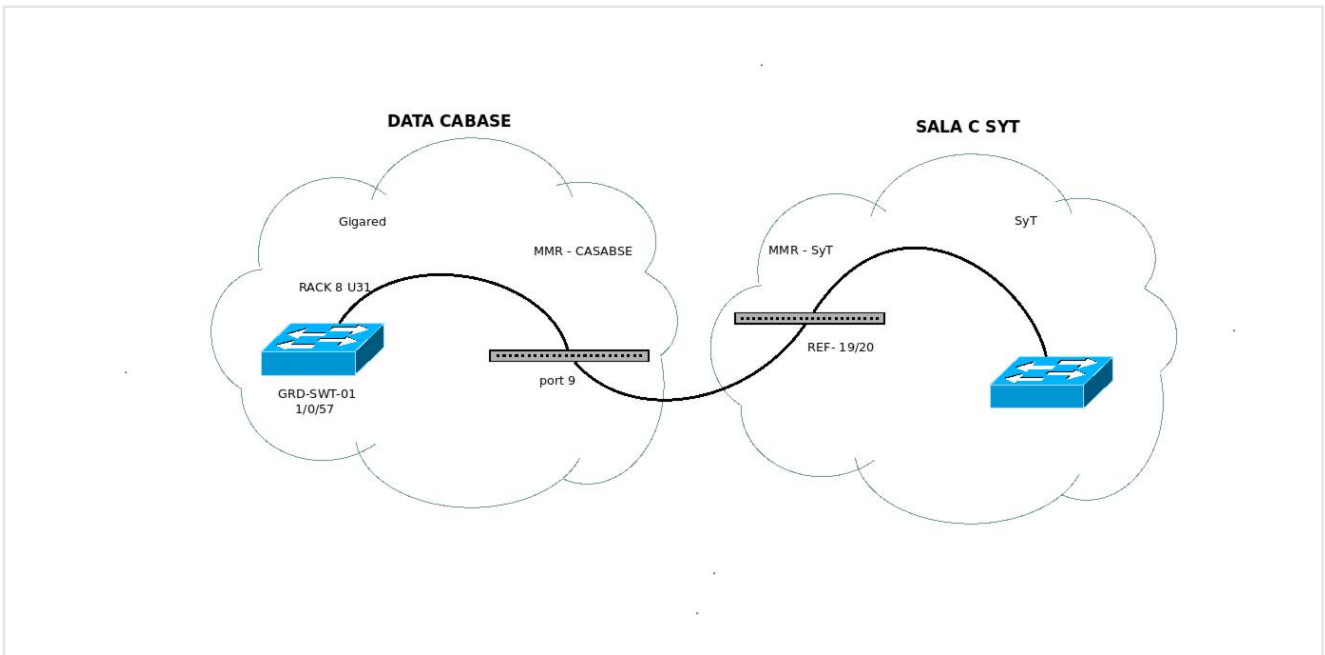 DATA CABASE
Gigared
MMR - CASABSE
RACK 8 U31
port 9
GRD-SWT-01
1/0/57
SALA C SYT
SyT
MMR - SyT
REF- 19/20